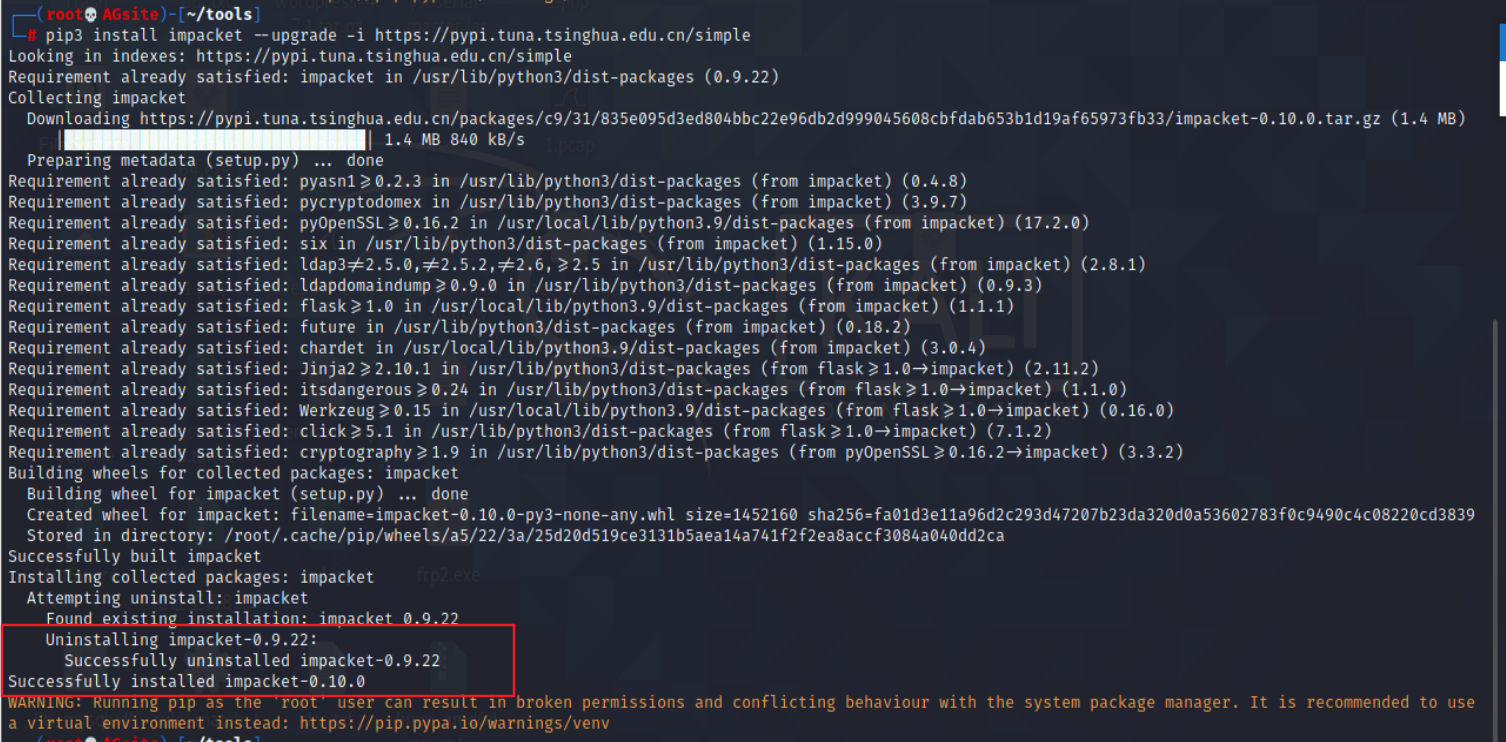 ┌──(root💀AGsite)-[~/tools]
└─# pip3 install impacket --upgrade -i https://pypi.tuna.tsinghua.edu.cn/simple
Looking in indexes: https://pypi.tuna.tsinghua.edu.cn/simple
Requirement already satisfied: impacket in /usr/lib/python3/dist-packages (0.9.22)
Collecting impacket
  Downloading https://pypi.tuna.tsinghua.edu.cn/packages/c9/31/835e095d3ed804bbc22e96db2d999045608cbfdab653b1d19af65973fb33/impacket-0.10.0.tar.gz (1.4 MB)
     |████████████████████████████████| 1.4 MB 840 kB/s
  Preparing metadata (setup.py) ... done
Requirement already satisfied: pyasn1≥0.2.3 in /usr/lib/python3/dist-packages (from impacket) (0.4.8)
Requirement already satisfied: pycryptodomex in /usr/lib/python3/dist-packages (from impacket) (3.9.7)
Requirement already satisfied: pyOpenSSL≥0.16.2 in /usr/local/lib/python3.9/dist-packages (from impacket) (17.2.0)
Requirement already satisfied: six in /usr/lib/python3/dist-packages (from impacket) (1.15.0)
Requirement already satisfied: ldap3≠2.5.0,≠2.5.2,≠2.6,≥2.5 in /usr/lib/python3/dist-packages (from impacket) (2.8.1)
Requirement already satisfied: ldapdomaindump≥0.9.0 in /usr/lib/python3/dist-packages (from impacket) (0.9.3)
Requirement already satisfied: flask≥1.0 in /usr/local/lib/python3.9/dist-packages (from impacket) (1.1.1)
Requirement already satisfied: future in /usr/lib/python3/dist-packages (from impacket) (0.18.2)
Requirement already satisfied: chardet in /usr/local/lib/python3.9/dist-packages (from impacket) (3.0.4)
Requirement already satisfied: Jinja2≥2.10.1 in /usr/lib/python3/dist-packages (from flask≥1.0→impacket) (2.11.2)
Requirement already satisfied: itsdangerous≥0.24 in /usr/lib/python3/dist-packages (from flask≥1.0→impacket) (1.1.0)
Requirement already satisfied: Werkzeug≥0.15 in /usr/local/lib/python3.9/dist-packages (from flask≥1.0→impacket) (0.16.0)
Requirement already satisfied: click≥5.1 in /usr/lib/python3/dist-packages (from flask≥1.0→impacket) (7.1.2)
Requirement already satisfied: cryptography≥1.9 in /usr/lib/python3/dist-packages (from pyOpenSSL≥0.16.2→impacket) (3.3.2)
Building wheels for collected packages: impacket
  Building wheel for impacket (setup.py) ... done
  Created wheel for impacket: filename=impacket-0.10.0-py3-none-any.whl size=1452160 sha256=fa01d3e11a96d2c293d47207b23da320d0a53602783f0c9490c4c08220cd3839
  Stored in directory: /root/.cache/pip/wheels/a5/22/3a/25d20d519ce3131b5aea14a741f2f2ea8accf3084a040dd2ca
Successfully built impacket
Installing collected packages: impacket
frp2.exe
  Attempting uninstall: impacket
    Found existing installation: impacket 0.9.22
    Uninstalling impacket-0.9.22:
      Successfully uninstalled impacket-0.9.22
Successfully installed impacket-0.10.0
WARNING: Running pip as the 'root' user can result in broken permissions and conflicting behaviour with the system package manager. It is recommended to use
a virtual environment instead: https://pip.pypa.io/warnings/venv
┌──(root💀AGsite)-[~/tools]